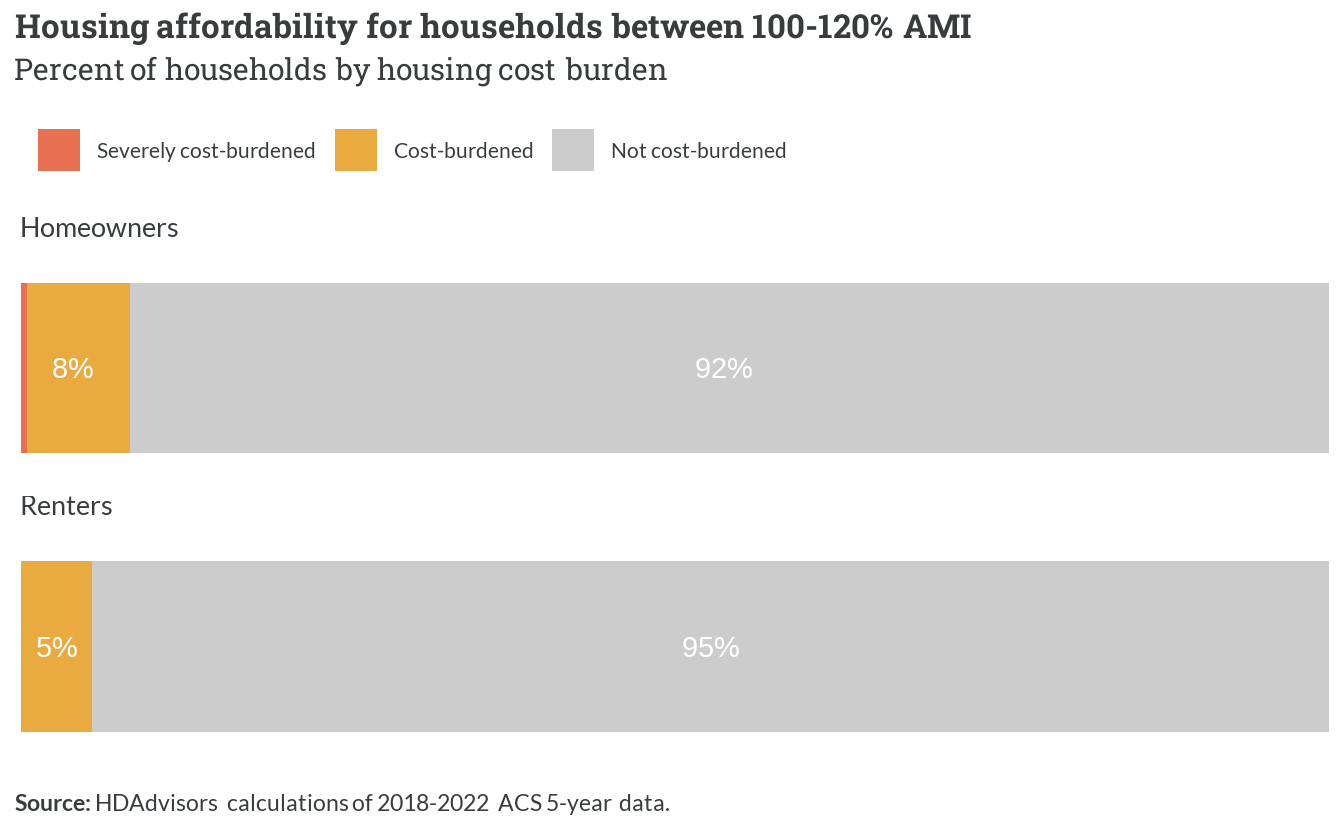 Housing affordability for households between 100-120% AMI
Percent of households by housing cost burden
Severely cost-burdened Cost-burdened Not cost-burdened
Homeowners
8% 92%
Renters
5% 95%
Source: HDAdvisors calculations of 2018-2022 ACS 5-year data.